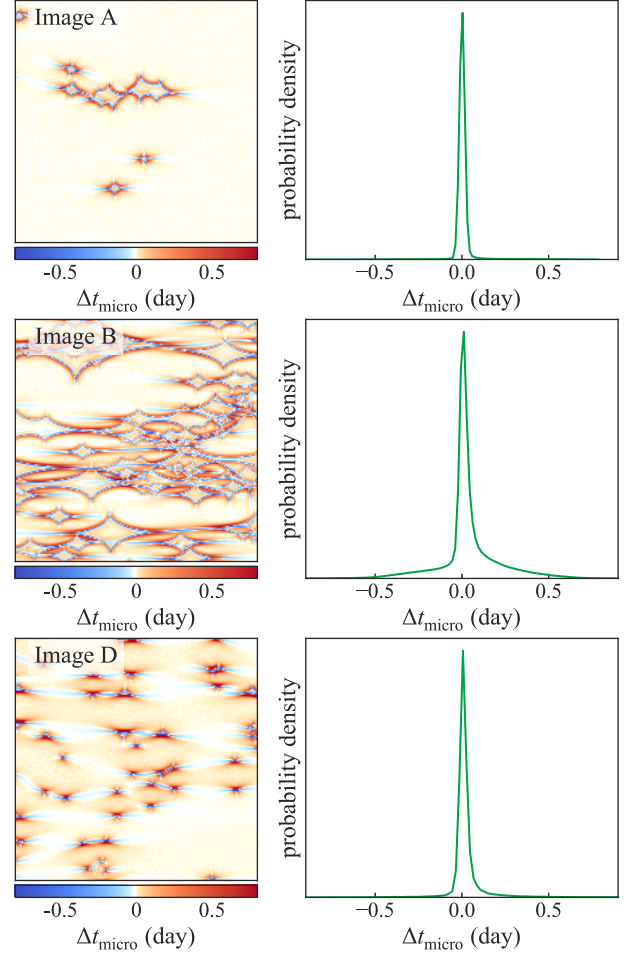 Image A
probability density
-0.5 0 0.5
−0.5 0.0 0.5
Δt_micro (day)
Δt_micro (day)
Image B
probability density
-0.5 0 0.5
−0.5 0.0 0.5
Δt_micro (day)
Δt_micro (day)
Image D
probability density
-0.5 0 0.5
−0.5 0.0 0.5
Δt_micro (day)
Δt_micro (day)